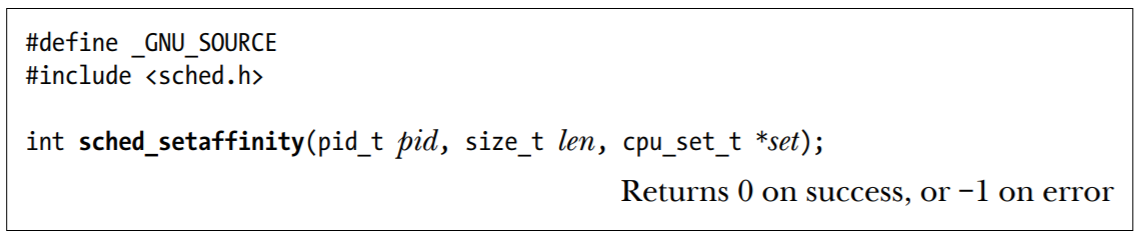 #define _GNU_SOURCE
#include <sched.h>
int sched_setaffinity(pid_t pid, size_t len, cpu_set_t *set);
Returns 0 on success, or −1 on error